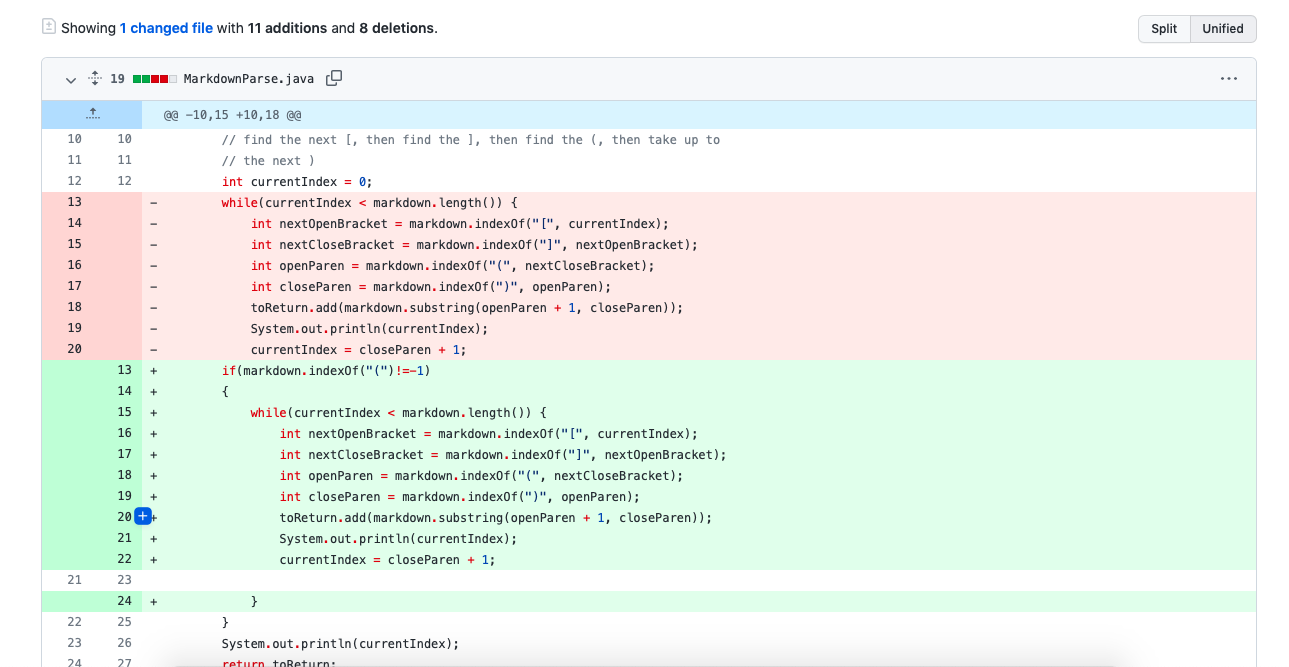 Showing 1 changed file with 11 additions and 8 deletions.
Split Unified
19 MarkdownParse.java
@@ -10,15 +10,18 @@
10 10 // find the next [, then find the ], then find the (, then take up to
11 11 // the next )
12 12 int currentIndex = 0;
13 - while(currentIndex < markdown.length()) {
14 - int nextOpenBracket = markdown.indexOf("[", currentIndex);
15 - int nextCloseBracket = markdown.indexOf("]", nextOpenBracket);
16 - int openParen = markdown.indexOf("(", nextCloseBracket);
17 - int closeParen = markdown.indexOf(")", openParen);
18 - toReturn.add(markdown.substring(openParen + 1, closeParen));
19 - System.out.println(currentIndex);
20 - currentIndex = closeParen + 1;
13 + if(markdown.indexOf("(")!=-1)
14 + {
15 + while(currentIndex < markdown.length()) {
16 + int nextOpenBracket = markdown.indexOf("[", currentIndex);
17 + int nextCloseBracket = markdown.indexOf("]", nextOpenBracket);
18 + int openParen = markdown.indexOf("(", nextCloseBracket);
19 + int closeParen = markdown.indexOf(")", openParen);
20 + toReturn.add(markdown.substring(openParen + 1, closeParen));
21 + System.out.println(currentIndex);
22 + currentIndex = closeParen + 1;
21 23
24 + }
22 25 }
23 26 System.out.println(currentIndex);
24 27 return toReturn;